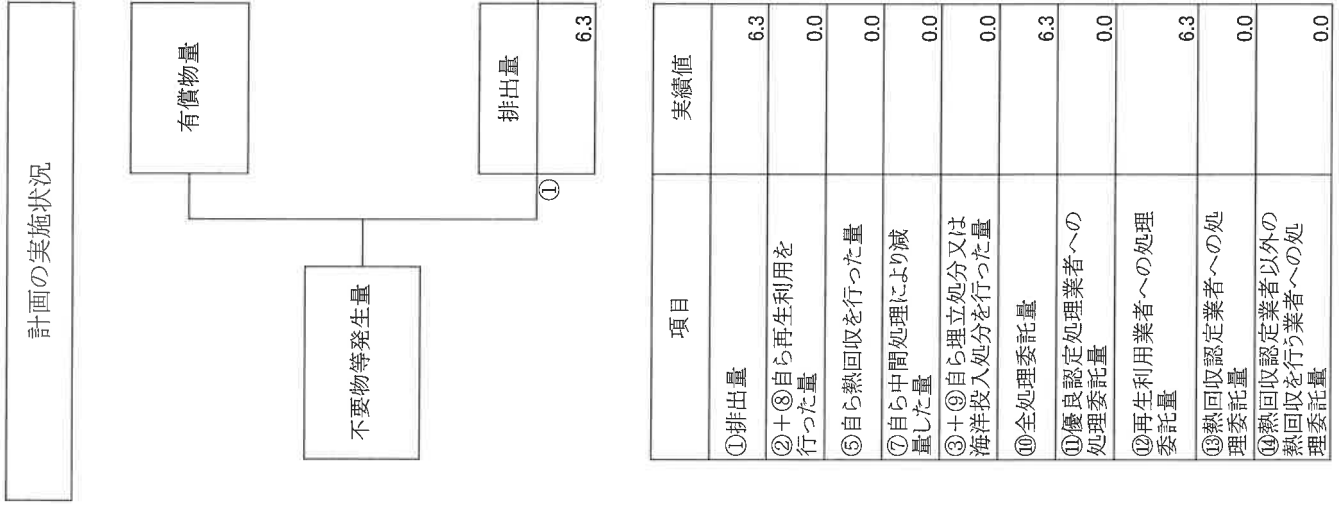 計画の実施状況
有償物量
不要物等発生量
①
排出量
6.3
項目
実績値
①排出量
6.3
②＋⑧自ら再生利用を
行った量
0.0
⑤自ら熱回収を行った量
0.0
⑦自ら中間処理により減
量した量
0.0
③＋⑨自ら埋立処分又は
海洋投入処分を行った量
0.0
⑩全処理委託量
6.3
⑪優良認定処理業者への
処理委託量
0.0
⑫再生利用業者への処理
委託量
6.3
⑬熱回収認定業者への処
理委託量
0.0
⑭熱回収認定業者以外の
熱回収を行う業者への処
理委託量
0.0